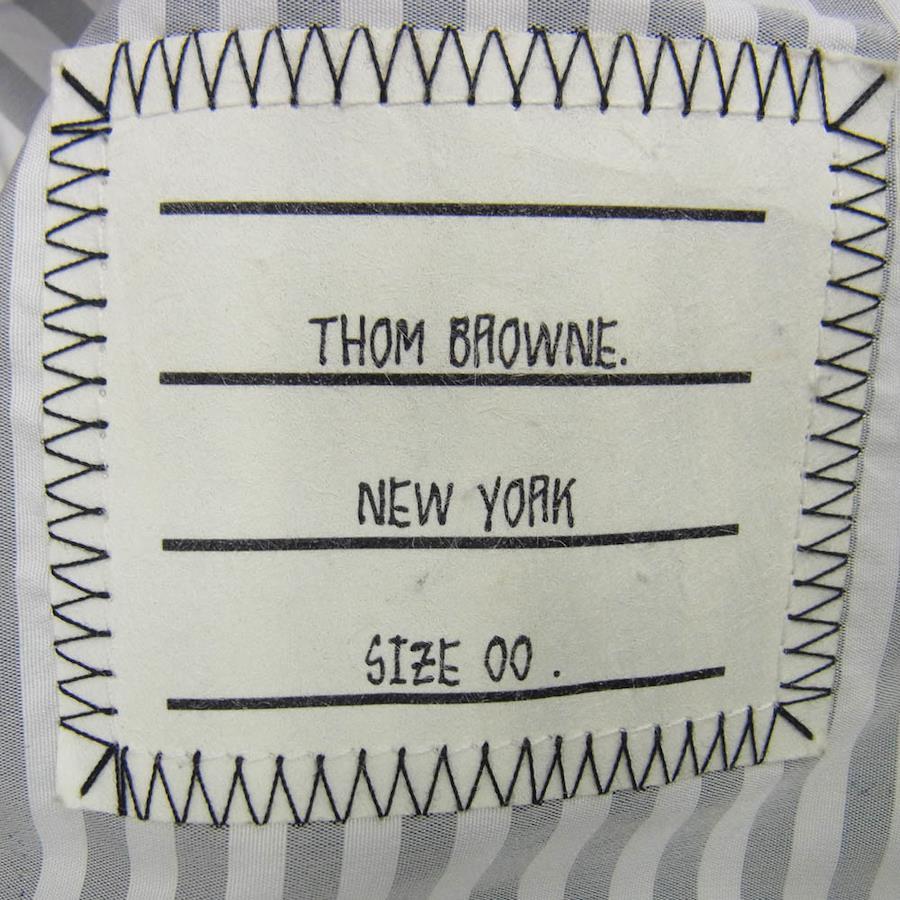 THOM BROWNE.
NEW YORK
SIZE 00 .